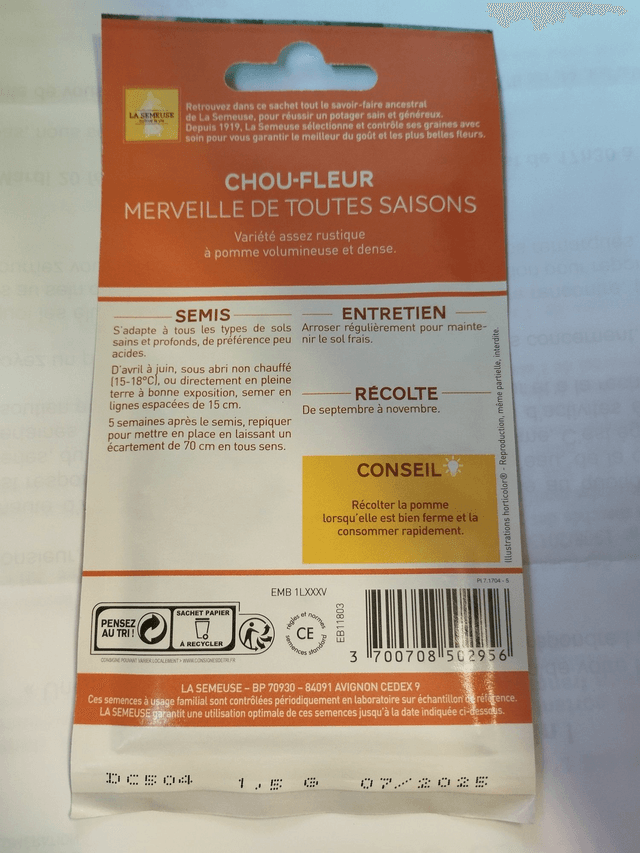 LA SEMEUSE
Retrouvez dans ce sachet tout le savoir-faire ancestral
de La Semeuse, pour réussir un potager sain et généreux.
Depuis 1919, La Semeuse sélectionne et contrôle ses graines avec
soin pour vous garantir le meilleur du goût et les plus belles fleurs.
CHOU-FLEUR
MERVEILLE DE TOUTES SAISONS
Variété assez rustique
à pomme volumineuse et dense.
SEMIS
S'adapte à tous les types de sols
sains et profonds, de préférence peu
acides.
D'avril à juin, sous abri non chauffé
(15-18°C), ou directement en pleine
terre à bonne exposition, semer en
lignes espacées de 15 cm.
5 semaines après le semis, repiquer
pour mettre en place en laissant un
écartement de 70 cm en tous sens.
ENTRETIEN
Arroser régulièrement pour mainte-
nir le sol frais.
RÉCOLTE
De septembre à novembre.
CONSEIL
Récolter la pomme
lorsqu'elle est bien ferme et la
consommer rapidement.
Illustrations horticolor® - Reproduction, même partielle, interdite.
PI.7.1704 - S
EMB 1LXXXV
PENSEZ
AU TRI !
SACHET PAPIER
À RECYCLER
CONSIGNE POUVANT VARIER LOCALEMENT • WWW.CONSIGNESDETRI.FR
règles et normes
CE
semences standard
EB11803
3 700708 502956
LA SEMEUSE – BP 70930 – 84091 AVIGNON CEDEX 9
Ces semences à usage familial sont contrôlées périodiquement en laboratoire sur échantillon de référence.
LA SEMEUSE garantit une utilisation optimale de ces semences jusqu'à la date indiquée ci-dessous.
DC504 1,5 G 07/2025